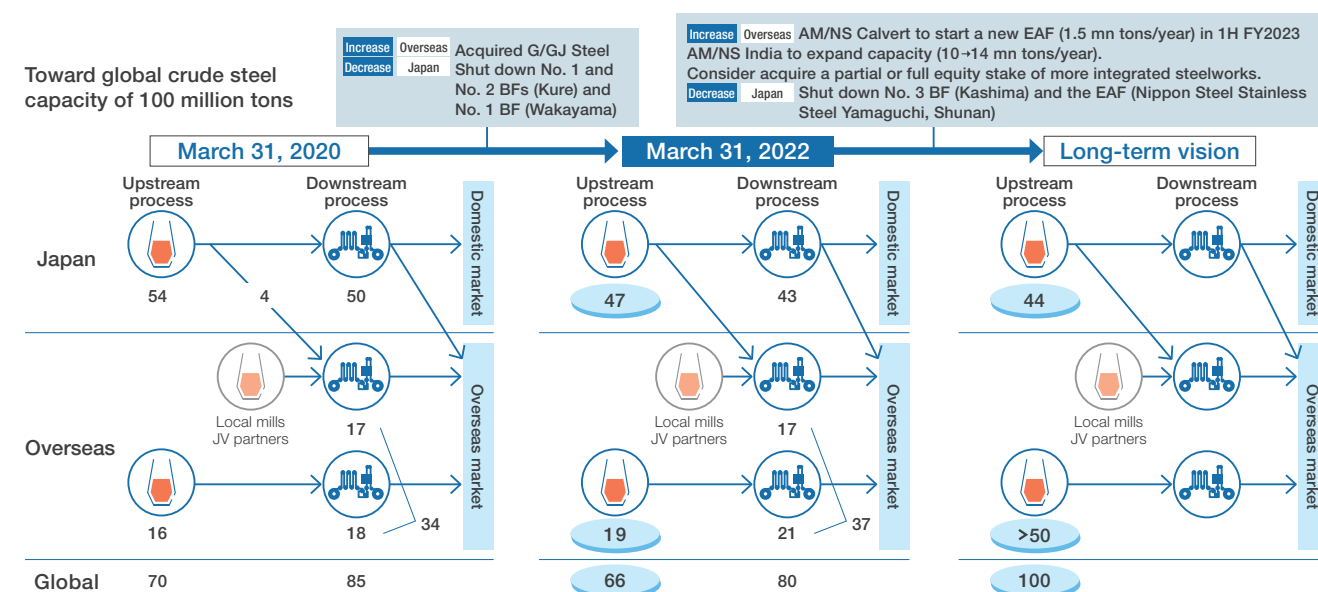 Toward global crude steel
capacity of 100 million tons
Increase Overseas Acquired G/GJ Steel
Decrease Japan Shut down No. 1 and
No. 2 BFs (Kure) and
No. 1 BF (Wakayama)
Increase Overseas AM/NS Calvert to start a new EAF (1.5 mn tons/year) in 1H FY2023
AM/NS India to expand capacity (10→14 mn tons/year).
Consider acquire a partial or full equity stake of more integrated steelworks.
Decrease Japan Shut down No. 3 BF (Kashima) and the EAF (Nippon Steel Stainless
Steel Yamaguchi, Shunan)
March 31, 2020
March 31, 2022
Long-term vision
Japan
Overseas
Global
Upstream
process
Downstream
process
54
4
50
Domestic market
Local mills
JV partners
17
16
18
34
Overseas market
70
85
Upstream
process
Downstream
process
47
43
Domestic market
Local mills
JV partners
17
19
21
37
Overseas market
66
80
Upstream
process
Downstream
process
44
Domestic market
Local mills
JV partners
>50
Overseas market
100